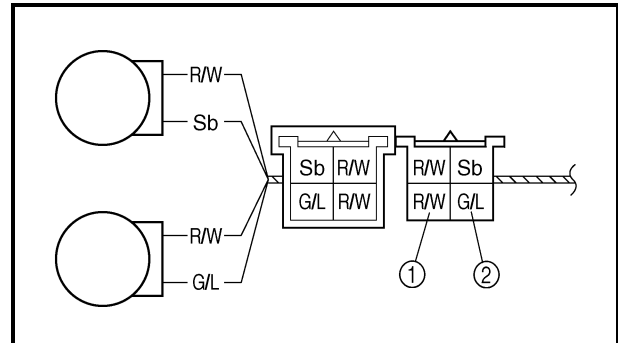 R/W
Sb
Sb R/W R/W Sb
G/L R/W R/W G/L
R/W
G/L
1 2